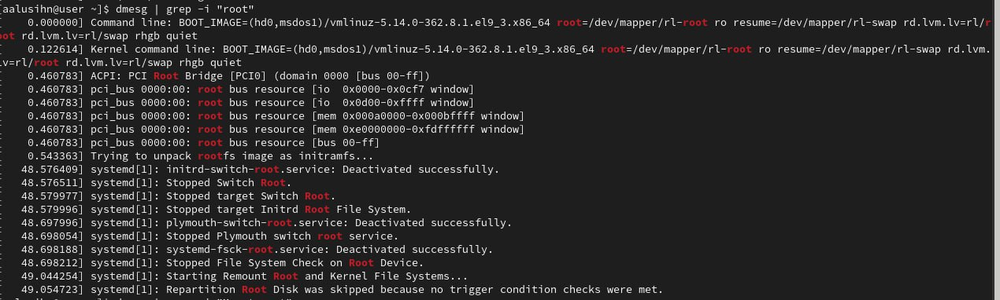 [aalusihn@user ~]$ dmesg | grep -i "root"
[    0.000000] Command line: BOOT_IMAGE=(hd0,msdos1)/vmlinuz-5.14.0-362.8.1.el9_3.x86_64 root=/dev/mapper/rl-root ro resume=/dev/mapper/rl-swap rd.lvm.lv=rl/r
oot rd.lvm.lv=rl/swap rhgb quiet
[    0.122614] Kernel command line: BOOT_IMAGE=(hd0,msdos1)/vmlinuz-5.14.0-362.8.1.el9_3.x86_64 root=/dev/mapper/rl-root ro resume=/dev/mapper/rl-swap rd.lvm.
lv=rl/root rd.lvm.lv=rl/swap rhgb quiet
[    0.460783] ACPI: PCI Root Bridge [PCI0] (domain 0000 [bus 00-ff])
[    0.460783] pci_bus 0000:00: root bus resource [io  0x0000-0x0cf7 window]
[    0.460783] pci_bus 0000:00: root bus resource [io  0x0d00-0xffff window]
[    0.460783] pci_bus 0000:00: root bus resource [mem 0x000a0000-0x000bffff window]
[    0.460783] pci_bus 0000:00: root bus resource [mem 0xe0000000-0xfdffffff window]
[    0.460783] pci_bus 0000:00: root bus resource [bus 00-ff]
[    0.543363] Trying to unpack rootfs image as initramfs...
[   48.576409] systemd[1]: initrd-switch-root.service: Deactivated successfully.
[   48.576511] systemd[1]: Stopped Switch Root.
[   48.579977] systemd[1]: Stopped target Switch Root.
[   48.579996] systemd[1]: Stopped target Initrd Root File System.
[   48.697996] systemd[1]: plymouth-switch-root.service: Deactivated successfully.
[   48.698054] systemd[1]: Stopped Plymouth switch root service.
[   48.698188] systemd[1]: systemd-fsck-root.service: Deactivated successfully.
[   48.698212] systemd[1]: Stopped File System Check on Root Device.
[   49.044254] systemd[1]: Starting Remount Root and Kernel File Systems...
[   49.054723] systemd[1]: Repartition Root Disk was skipped because no trigger condition checks were met.